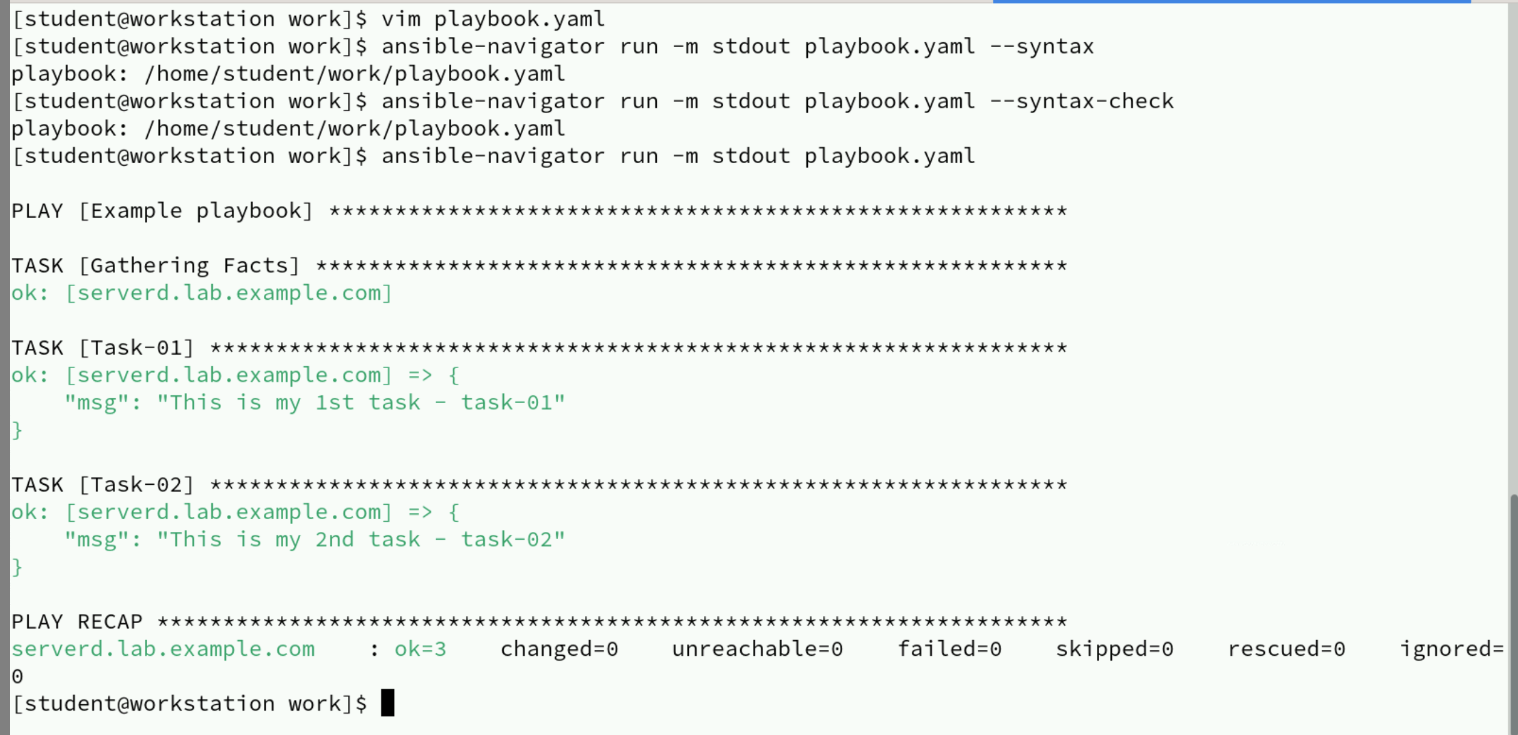 [student@workstation work]$ vim playbook.yaml
[student@workstation work]$ ansible-navigator run -m stdout playbook.yaml --syntax
playbook: /home/student/work/playbook.yaml
[student@workstation work]$ ansible-navigator run -m stdout playbook.yaml --syntax-check
playbook: /home/student/work/playbook.yaml
[student@workstation work]$ ansible-navigator run -m stdout playbook.yaml
PLAY [Example playbook] ********************************************************
TASK [Gathering Facts] *********************************************************
ok: [serverd.lab.example.com]
TASK [Task-01] *****************************************************************
ok: [serverd.lab.example.com] => {
    "msg": "This is my 1st task - task-01"
}
TASK [Task-02] *****************************************************************
ok: [serverd.lab.example.com] => {
    "msg": "This is my 2nd task - task-02"
}
PLAY RECAP *********************************************************************
serverd.lab.example.com    : ok=3    changed=0    unreachable=0    failed=0    skipped=0    rescued=0    ignored=
0
[student@workstation work]$